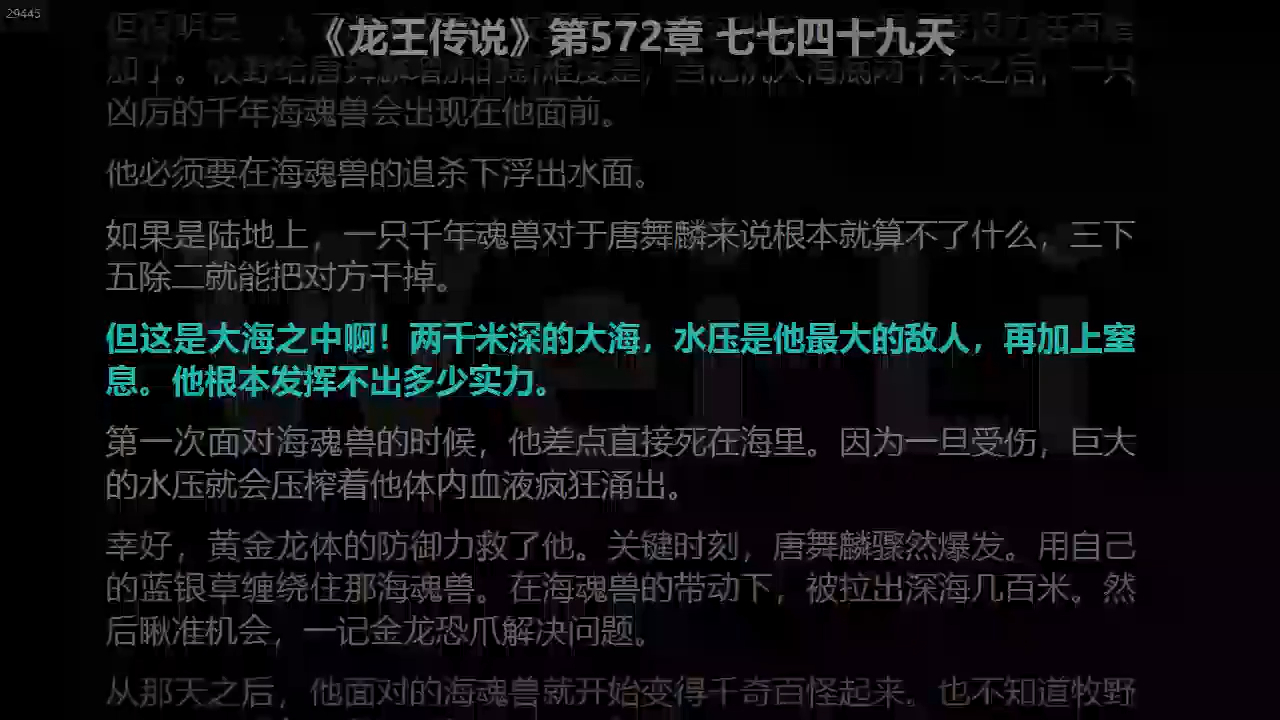 29445
《龙王传说》第572章 七七四十九天
凶厉的千年海魂兽会出现在他面前。
他必须要在海魂兽的追杀下浮出水面。
如果是陆地上，一只千年魂兽对于唐舞麟来说根本就算不了什么，三下
五除二就能把对方干掉。
但这是大海之中啊！两千米深的大海，水压是他最大的敌人，再加上窒
息。他根本发挥不出多少实力。
第一次面对海魂兽的时候，他差点直接死在海里。因为一旦受伤，巨大
的水压就会压榨着他体内血液疯狂涌出。
幸好，黄金龙体的防御力救了他。关键时刻，唐舞麟骤然爆发。用自己
的蓝银草缠绕住那海魂兽。在海魂兽的带动下，被拉出深海几百米。然
后瞅准机会，一记金龙恐爪解决问题。
从那天之后，他面对的海魂兽就开始变得千奇百怪起来。也不知道牧野